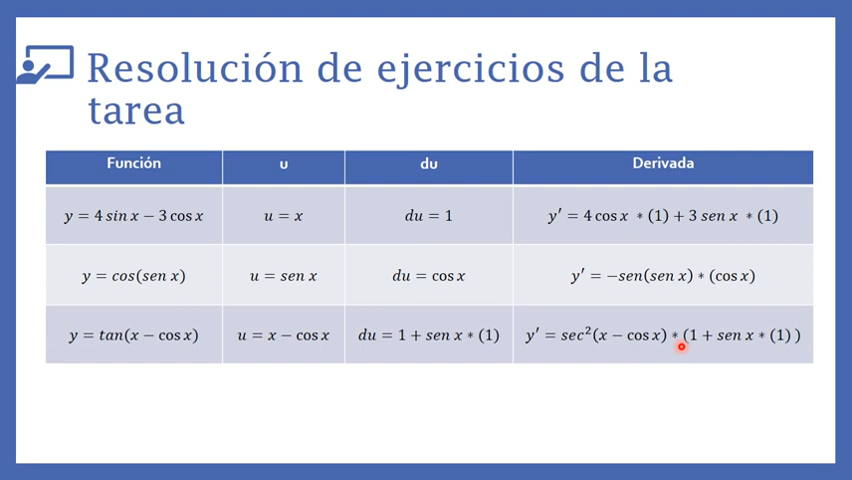 Resolución de ejercicios de la
tarea
Función u du Derivada
y = 4 sin x − 3 cos x u = x du = 1 y′ = 4 cos x ∗ (1) + 3 sen x ∗ (1)
y = cos(sen x) u = sen x du = cos x y′ = −sen(sen x) ∗ (cos x)
y = tan(x − cos x) u = x − cos x du = 1 + sen x ∗ (1) y′ = sec²(x − cos x) ∗ (1 + sen x ∗ (1) )